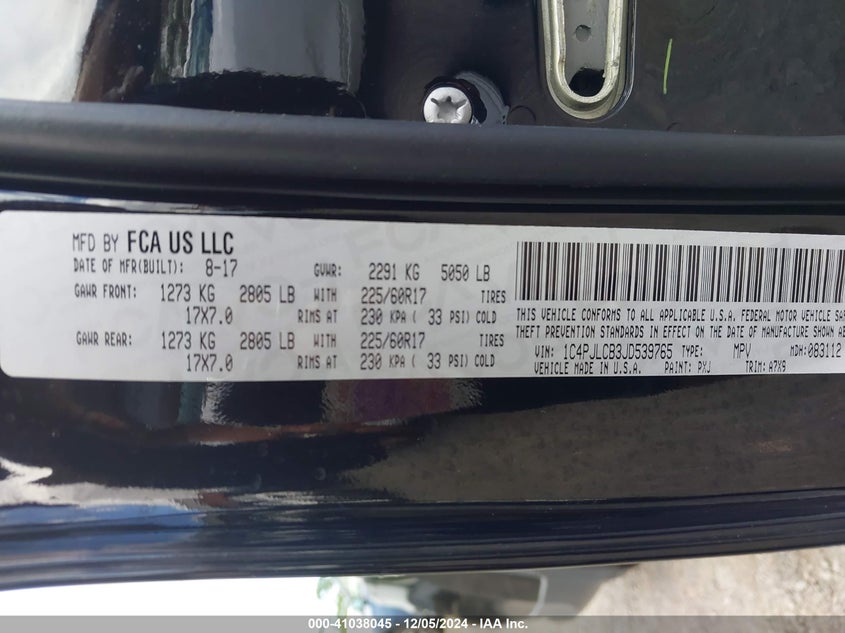 MFD BY FCA US LLC
DATE OF MFR(BUILT): 8-17 GVWR: 2291 KG 5050 LB
GAWR FRONT: 1273 KG 2805 LB WITH 225/60R17 TIRES
17X7.0 RIMS AT 230 KPA ( 33 PSI) COLD
GAWR REAR: 1273 KG 2805 LB WITH 225/60R17 TIRES
17X7.0 RIMS AT 230 KPA ( 33 PSI) COLD
THIS VEHICLE CONFORMS TO ALL APPLICABLE U.S.A. FEDERAL MOTOR VEHICLE
THEFT PREVENTION STANDARDS IN EFFECT ON THE DATE OF MANUFACTURE SHOWN
VIN: 1C4PJLCB3JD539765 TYPE: MPV MDH: 083112
VEHICLE MADE IN U.S.A. PAINT: PXJ TRIM: A7X9
000-41038045 - 12/05/2024 - IAA Inc.